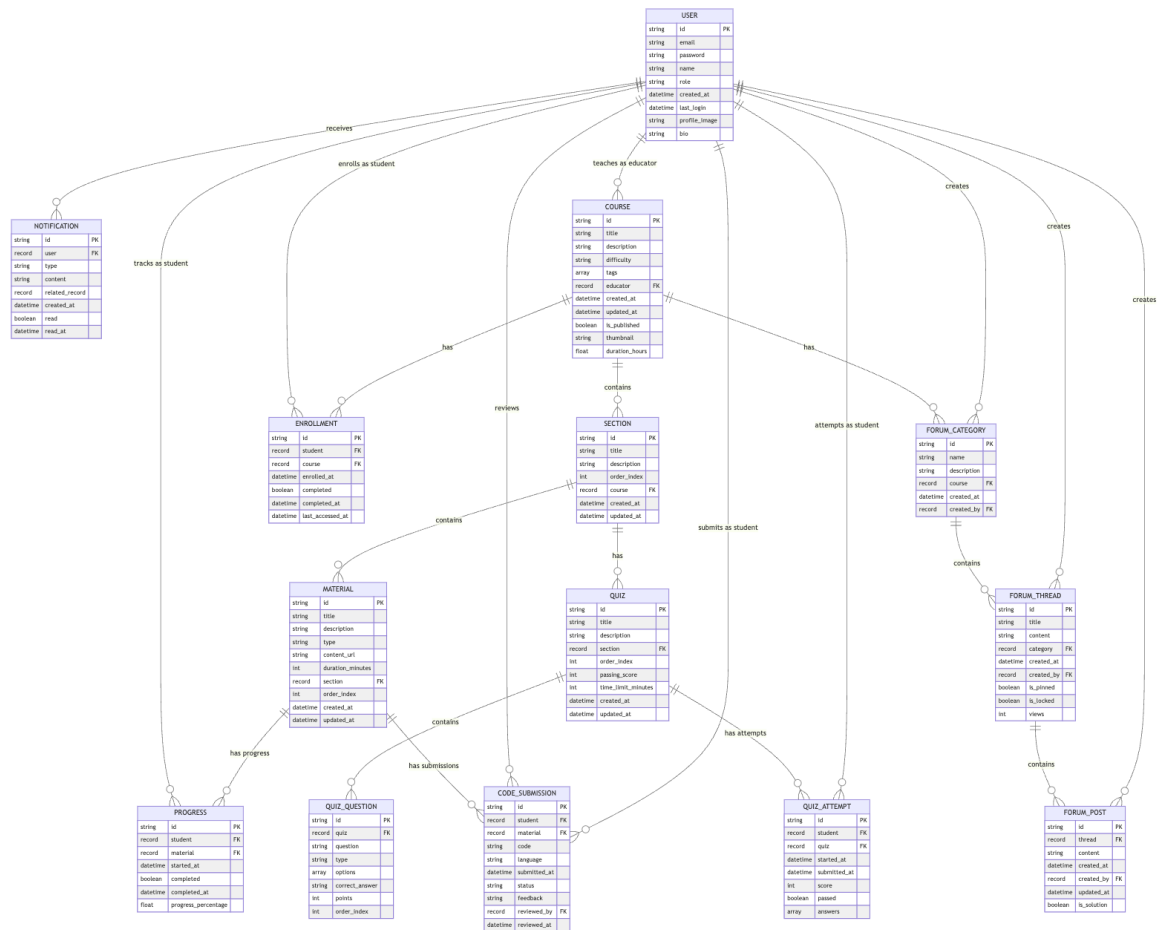 USER
string id PK
string email
string password
string name
string role
datetime created_at
datetime last_login
string profile_image
string bio
receives
enrolls as student
teaches as educator
creates
creates
tracks as student
creates
NOTIFICATION
string id PK
record user FK
string type
string content
record related_record
datetime created_at
boolean read
datetime read_at
COURSE
string id PK
string title
string description
string difficulty
array tags
record educator FK
datetime created_at
datetime updated_at
boolean is_published
string thumbnail
float duration_hours
has
has
contains
reviews
attempts as student
ENROLLMENT
string id PK
record student FK
record course FK
datetime enrolled_at
boolean completed
datetime completed_at
datetime last_accessed_at
SECTION
string id PK
string title
string description
int order_index
record course FK
datetime created_at
datetime updated_at
FORUM_CATEGORY
string id PK
string name
string description
record course FK
datetime created_at
record created_by FK
contains
submits as student
has
contains
MATERIAL
string id PK
string title
string description
string type
string content_url
int duration_minutes
record section FK
int order_index
datetime created_at
datetime updated_at
QUIZ
string id PK
string title
string description
record section FK
int order_index
int passing_score
int time_limit_minutes
datetime created_at
datetime updated_at
FORUM_THREAD
string id PK
string title
string content
record category FK
datetime created_at
record created_by FK
boolean is_pinned
boolean is_locked
int views
has progress
has submissions
contains
has attempts
contains
PROGRESS
string id PK
record student FK
record material FK
datetime started_at
boolean completed
datetime completed_at
float progress_percentage
QUIZ_QUESTION
string id PK
record quiz FK
string question
string type
array options
string correct_answer
int points
int order_index
CODE_SUBMISSION
string id PK
record student FK
record material FK
string code
string language
datetime submitted_at
string status
string feedback
record reviewed_by FK
datetime reviewed_at
QUIZ_ATTEMPT
string id PK
record student FK
record quiz FK
datetime started_at
datetime submitted_at
int score
boolean passed
array answers
FORUM_POST
string id PK
record thread FK
string content
datetime created_at
record created_by FK
datetime updated_at
boolean is_solution